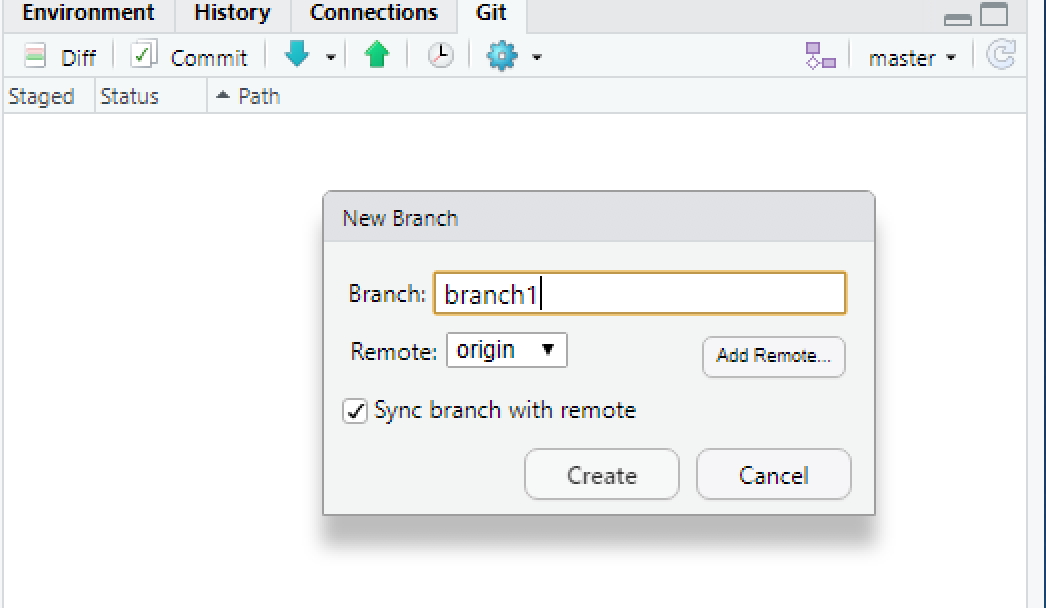 Environment History Connections Git
Diff Commit master
Staged Status Path
New Branch
Branch: branch1
Remote: origin Add Remote...
Sync branch with remote
Create Cancel